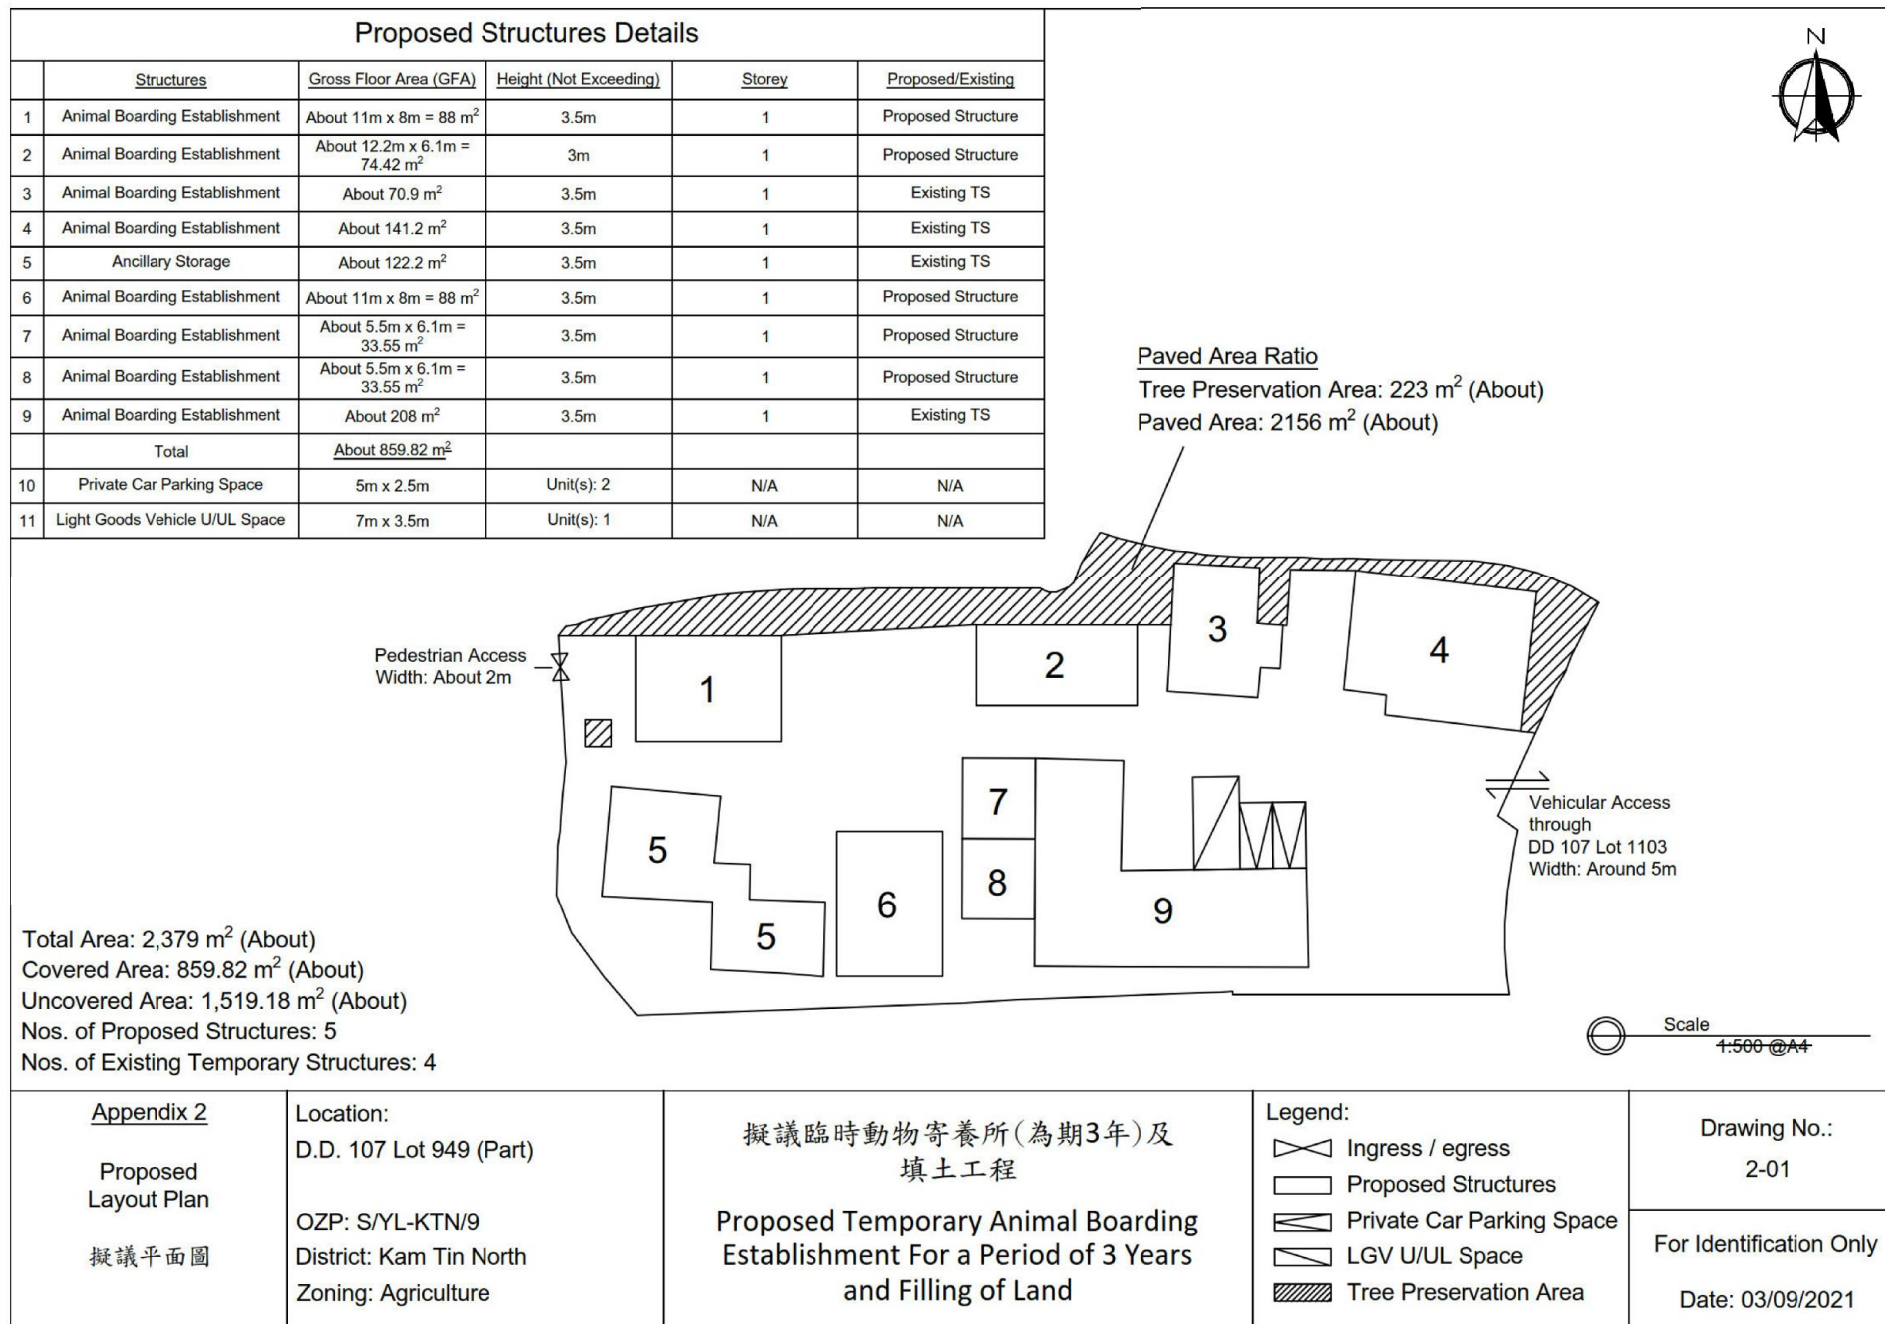 Proposed Structures Details
Structures Gross Floor Area (GFA) Height (Not Exceeding) Storey Proposed/Existing
1 Animal Boarding Establishment About 11m x 8m = 88 m² 3.5m 1 Proposed Structure
2 Animal Boarding Establishment About 12.2m x 6.1m = 74.42 m² 3m 1 Proposed Structure
3 Animal Boarding Establishment About 70.9 m² 3.5m 1 Existing TS
4 Animal Boarding Establishment About 141.2 m² 3.5m 1 Existing TS
5 Ancillary Storage About 122.2 m² 3.5m 1 Existing TS
6 Animal Boarding Establishment About 11m x 8m = 88 m² 3.5m 1 Proposed Structure
7 Animal Boarding Establishment About 5.5m x 6.1m = 33.55 m² 3.5m 1 Proposed Structure
8 Animal Boarding Establishment About 5.5m x 6.1m = 33.55 m² 3.5m 1 Proposed Structure
9 Animal Boarding Establishment About 208 m² 3.5m 1 Existing TS
Total About 859.82 m²
10 Private Car Parking Space 5m x 2.5m Unit(s): 2 N/A N/A
11 Light Goods Vehicle U/UL Space 7m x 3.5m Unit(s): 1 N/A N/A
N
Paved Area Ratio
Tree Preservation Area: 223 m² (About)
Paved Area: 2156 m² (About)
Pedestrian Access
Width: About 2m
1
2
3
4
5
5
6
7
8
9
Vehicular Access
through
DD 107 Lot 1103
Width: Around 5m
Total Area: 2,379 m² (About)
Covered Area: 859.82 m² (About)
Uncovered Area: 1,519.18 m² (About)
Nos. of Proposed Structures: 5
Nos. of Existing Temporary Structures: 4
Scale
1:500 @A4
Appendix 2
Proposed
Layout Plan
擬議平面圖
Location:
D.D. 107 Lot 949 (Part)
OZP: S/YL-KTN/9
District: Kam Tin North
Zoning: Agriculture
擬議臨時動物寄養所(為期3年)及
填土工程
Proposed Temporary Animal Boarding
Establishment For a Period of 3 Years
and Filling of Land
Legend:
Ingress / egress
Proposed Structures
Private Car Parking Space
LGV U/UL Space
Tree Preservation Area
Drawing No.:
2-01
For Identification Only
Date: 03/09/2021